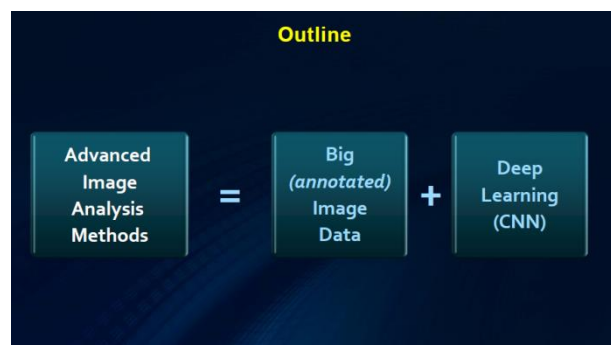 Outline
Advanced
Image
Analysis
Methods
=
Big
(annotated)
Image
Data
+
Deep
Learning
(CNN)